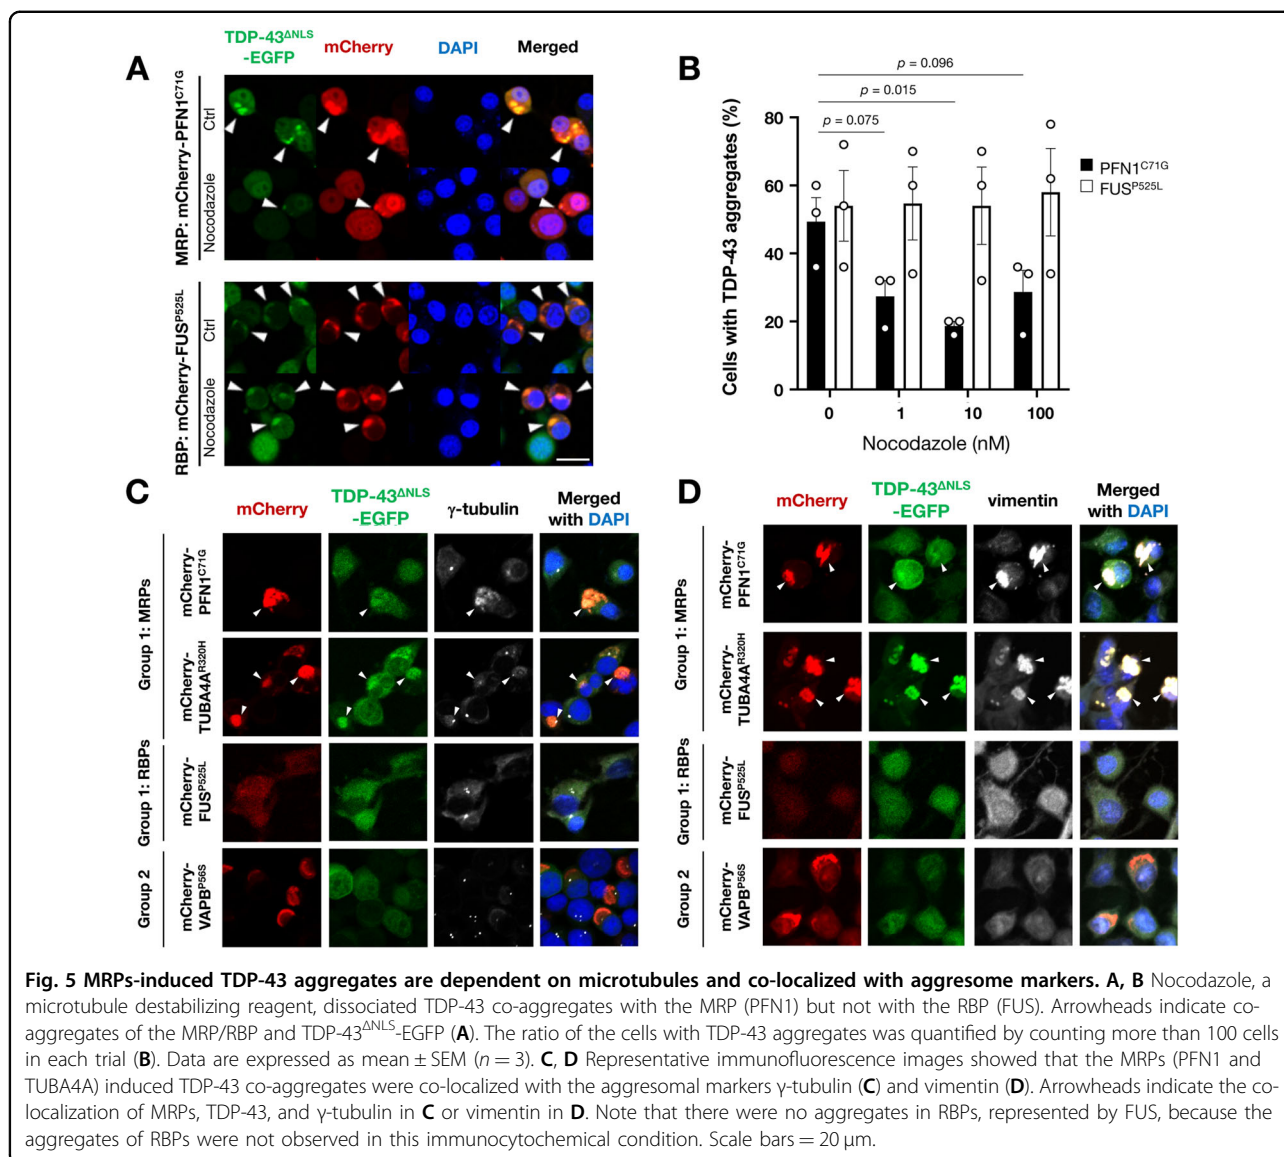 A
TDP-43ΔNLS
-EGFP
mCherry
DAPI
Merged
MRP: mCherry-PFN1C71G
Ctrl
Nocodazole
RBP: mCherry-FUSP525L
Ctrl
Nocodazole
B
p = 0.096
p = 0.015
p = 0.075
Cells with TDP-43 aggregates (%)
80
60
40
20
0
0
1
10
100
Nocodazole (nM)
PFN1C71G
FUSP525L
C
mCherry
TDP-43ΔNLS
-EGFP
γ-tubulin
Merged
with DAPI
Group 1: MRPs
mCherry-
PFN1C71G
mCherry-
TUBA4AR320H
Group 1: RBPs
mCherry-
FUSP525L
Group 2
mCherry-
VAPBP56S
D
mCherry
TDP-43ΔNLS
-EGFP
vimentin
Merged
with DAPI
Group 1: MRPs
mCherry-
PFN1C71G
mCherry-
TUBA4AR320H
Group 1: RBPs
mCherry-
FUSP525L
Group 2
mCherry-
VAPBP56S
Fig. 5 MRPs-induced TDP-43 aggregates are dependent on microtubules and co-localized with aggresome markers. A, B Nocodazole, a
microtubule destabilizing reagent, dissociated TDP-43 co-aggregates with the MRP (PFN1) but not with the RBP (FUS). Arrowheads indicate co-
aggregates of the MRP/RBP and TDP-43ΔNLS-EGFP (A). The ratio of the cells with TDP-43 aggregates was quantified by counting more than 100 cells
in each trial (B). Data are expressed as mean ± SEM (n = 3). C, D Representative immunofluorescence images showed that the MRPs (PFN1 and
TUBA4A) induced TDP-43 co-aggregates were co-localized with the aggresomal markers γ-tubulin (C) and vimentin (D). Arrowheads indicate the co-
localization of MRPs, TDP-43, and γ-tubulin in C or vimentin in D. Note that there were no aggregates in RBPs, represented by FUS, because the
aggregates of RBPs were not observed in this immunocytochemical condition. Scale bars = 20 μm.